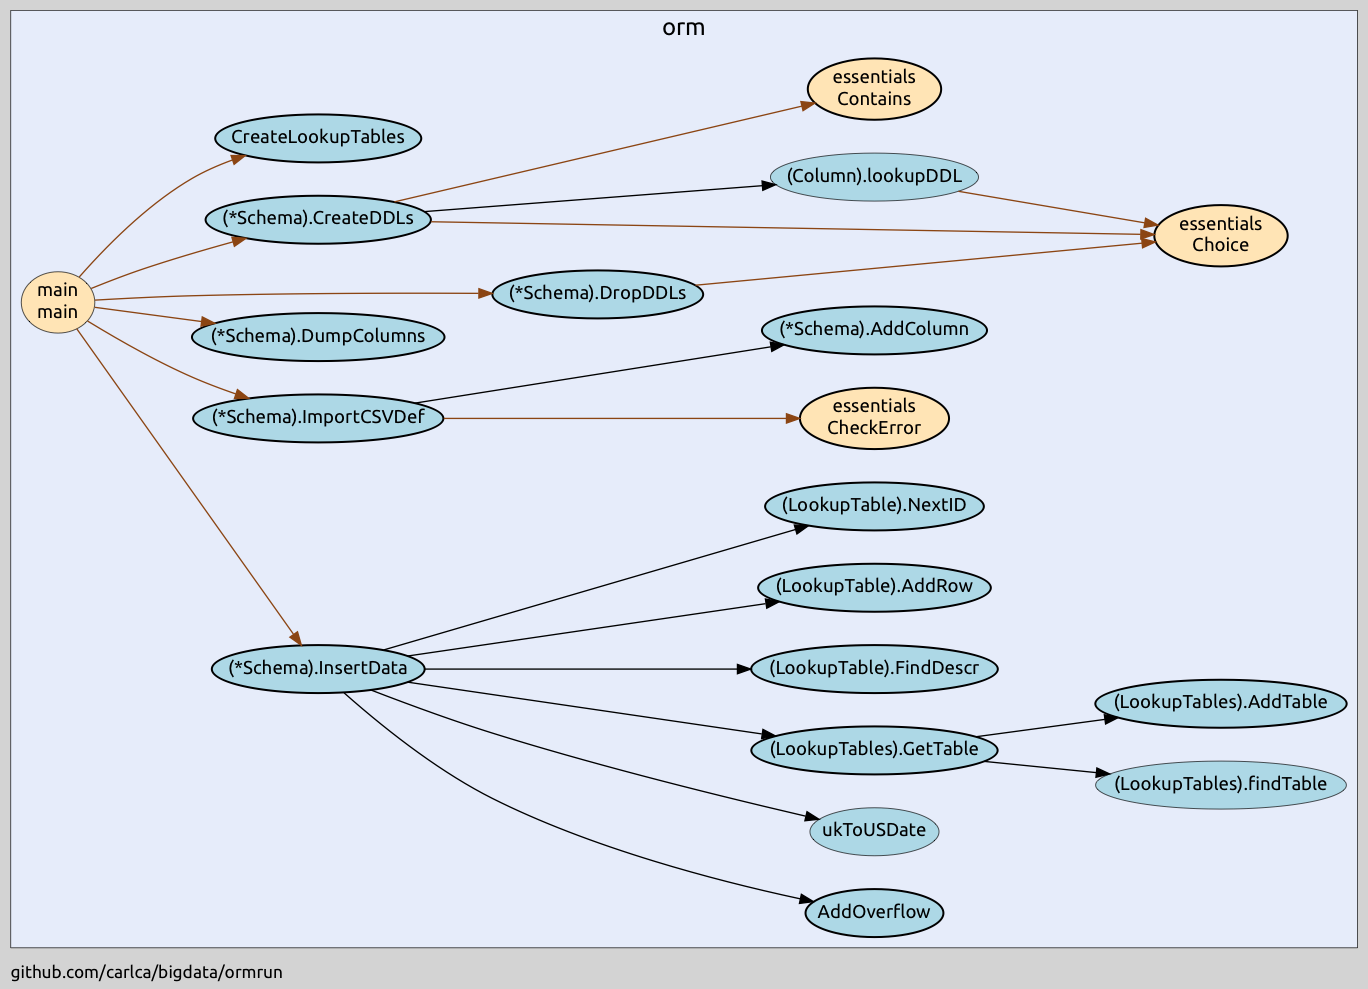 orm
essentials
Contains
CreateLookupTables
(Column).lookupDDL
(*Schema).CreateDDLs
essentials
Choice
main
main
(*Schema).DropDDLs
(*Schema).DumpColumns
(*Schema).AddColumn
(*Schema).ImportCSVDef
essentials
CheckError
(LookupTable).NextID
(LookupTable).AddRow
(*Schema).InsertData
(LookupTable).FindDescr
(LookupTables).AddTable
(LookupTables).GetTable
(LookupTables).findTable
ukToUSDate
AddOverflow
github.com/carlca/bigdata/ormrun